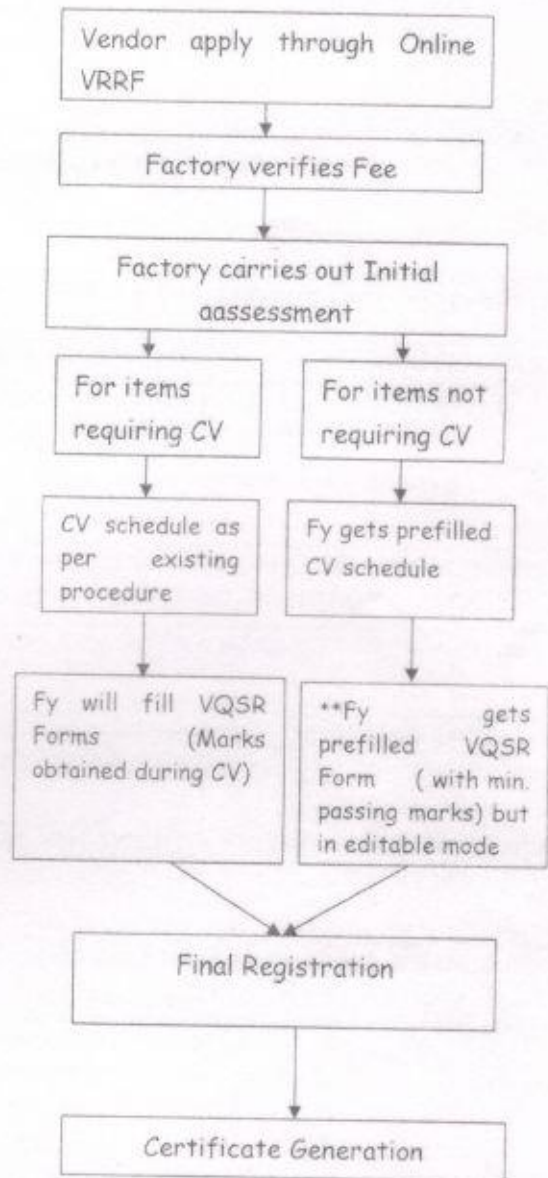 Vendor apply through Online
VRRF
Factory verifies Fee
Factory carries out Initial
aassessment
For items
requiring CV
For items not
requiring CV
CV schedule as
per existing
procedure
Fy gets prefilled
CV schedule
Fy will fill VQSR
Forms (Marks
obtained during CV)
**Fy gets
prefilled VQSR
Form ( with min.
passing marks) but
in editable mode
Final Registration
Certificate Generation